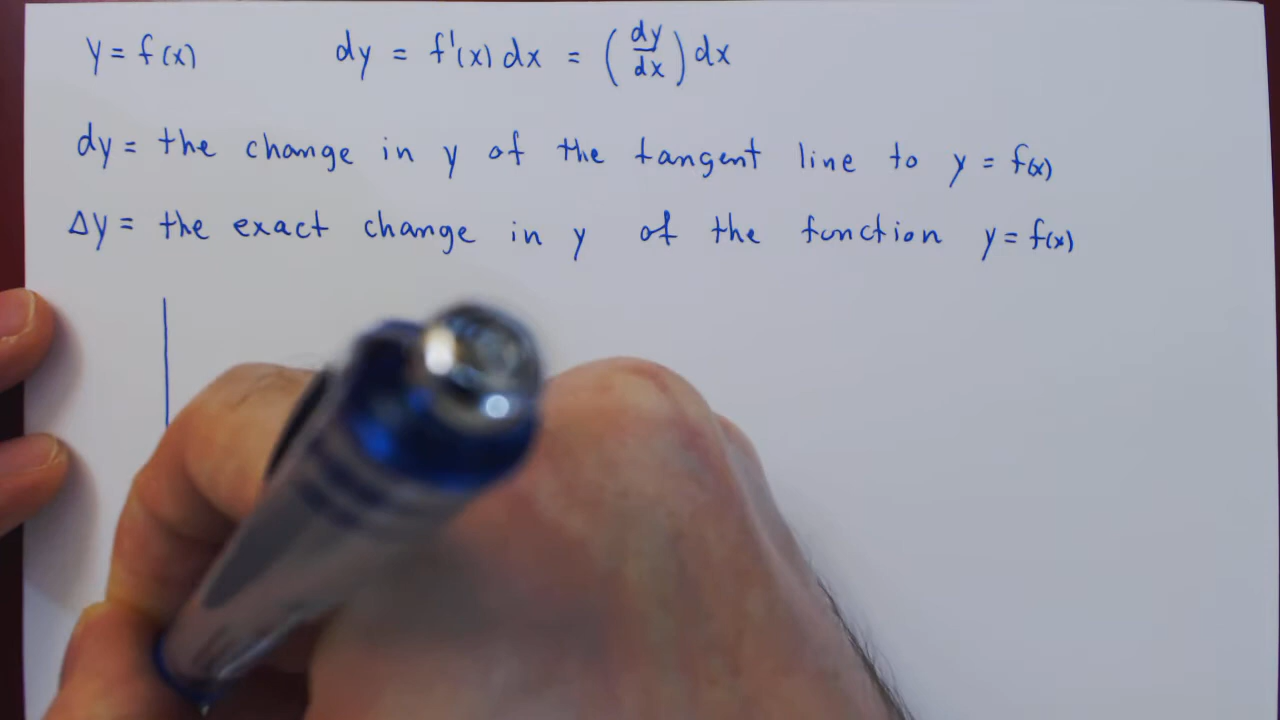 y = f(x) dy = f'(x) dx = (dy/dx) dx
dy = the change in y of the tangent line to y = f(x)
Δy = the exact change in y of the function y = f(x)